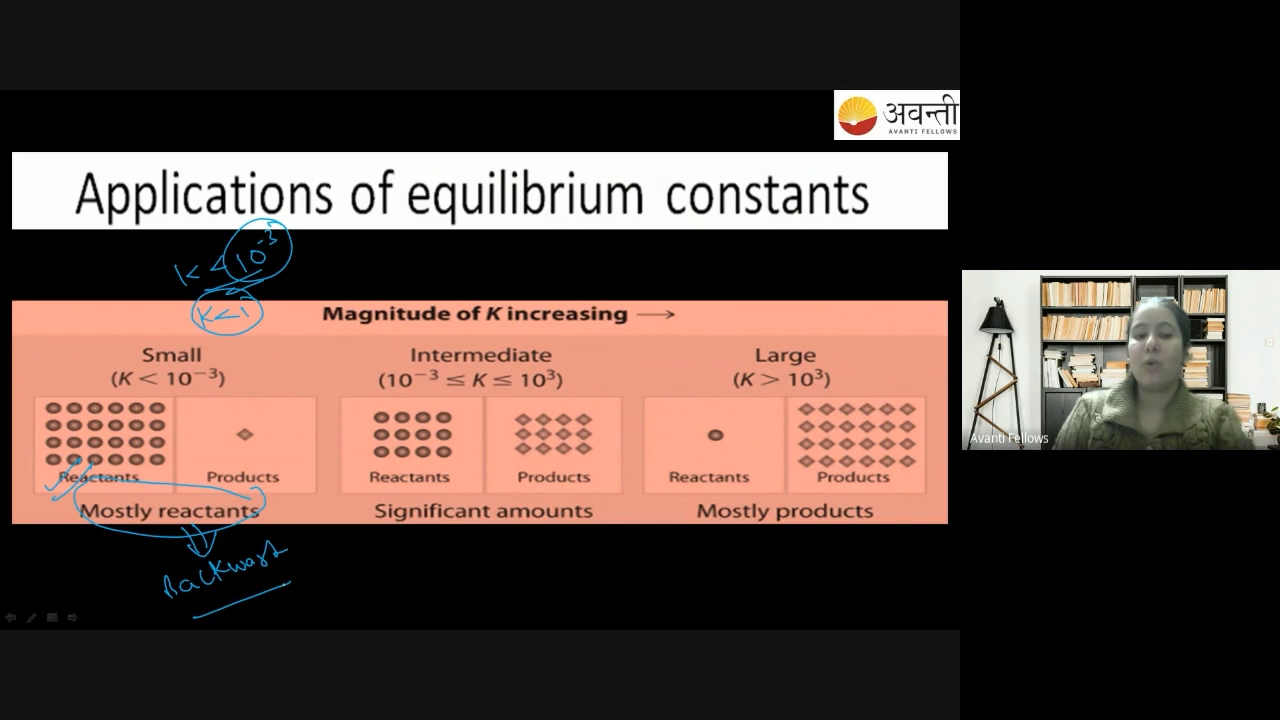 अवन्ती
AVANTI FELLOWS
Applications of equilibrium constants
K < 10⁻³
K<1
Magnitude of K increasing →
Small
(K < 10⁻³)
Reactants
Products
Mostly reactants
Intermediate
(10⁻³ ≤ K ≤ 10³)
Reactants
Products
Significant amounts
Large
(K > 10³)
Reactants
Products
Mostly products
Backward
Avanti Fellows